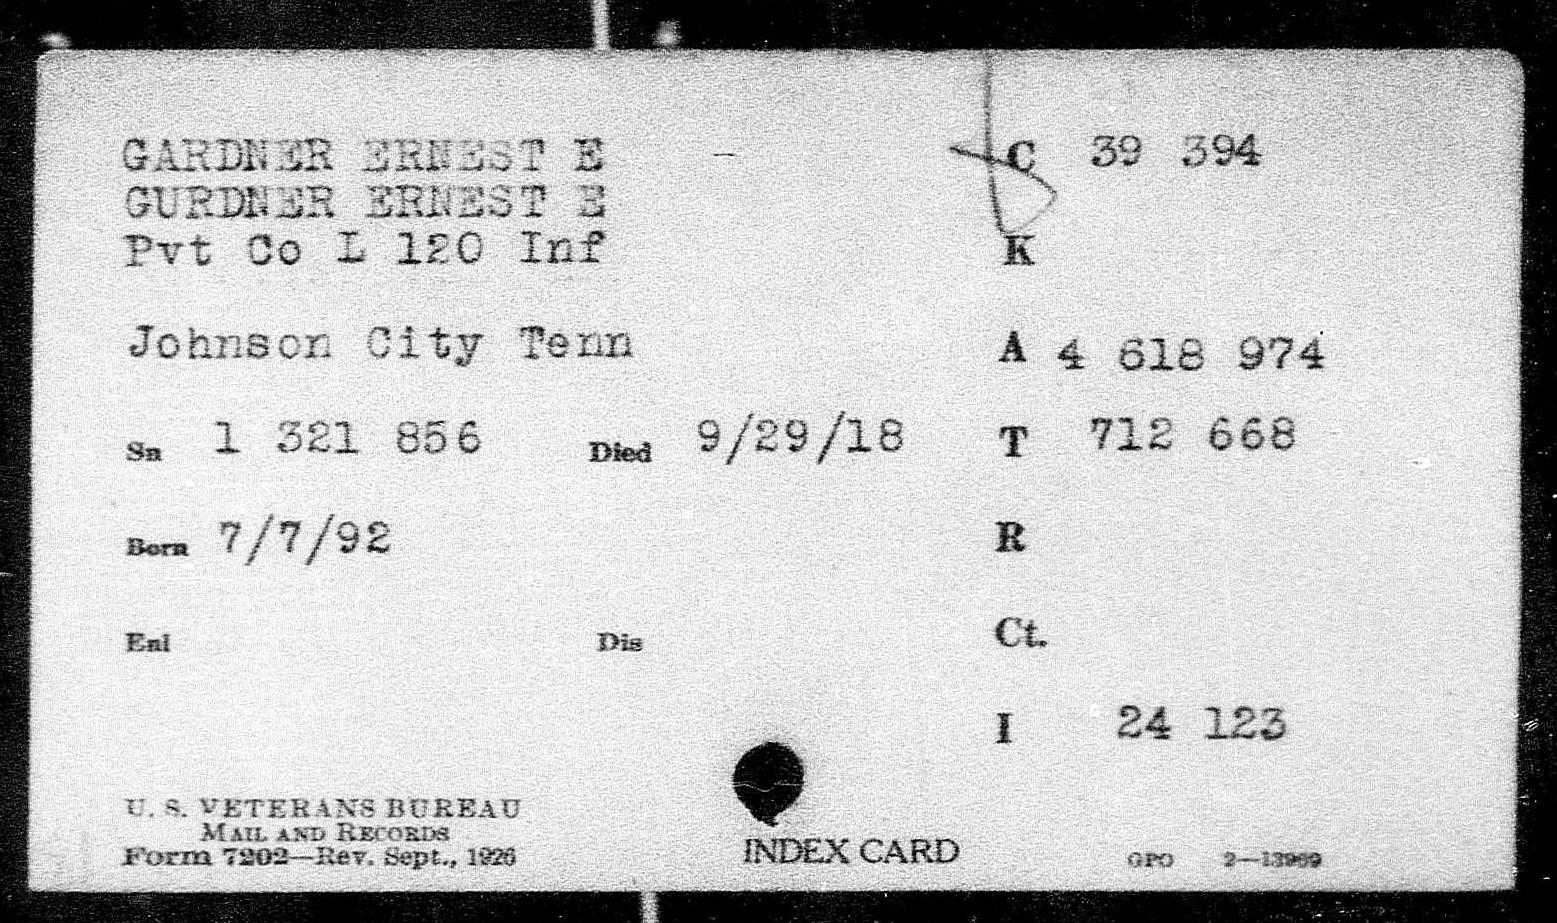 GARDNER ERNEST E - C 39 394
GURDNER ERNEST E
Pvt Co L 120 Inf K
Johnson City Tenn A 4 618 974
Sn 1 321 856 Died 9/29/18 T 712 668
Born 7/7/92 R
Enl Dis Ct.
I 24 123
U. S. VETERANS BUREAU
MAIL AND RECORDS
Form 7202—Rev. Sept., 1926
INDEX CARD
GPO 2—13969